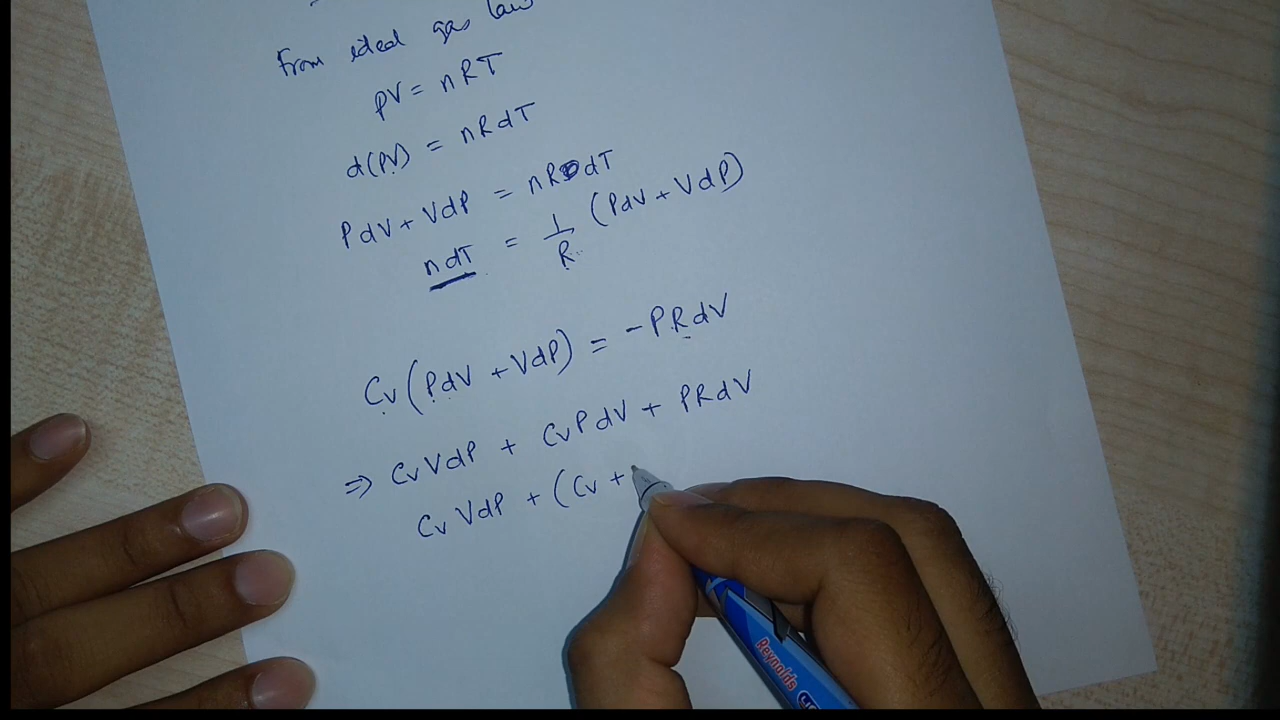 From ideal gas law
PV = nRT
d(PV) = nRdT
PdV + VdP = nRdT
ndT = 1/R (PdV + VdP)
Cv(PdV + VdP) = -PRdV
⇒ CvVdP + CvPdV + PRdV
CvVdP + (Cv +
Reynolds